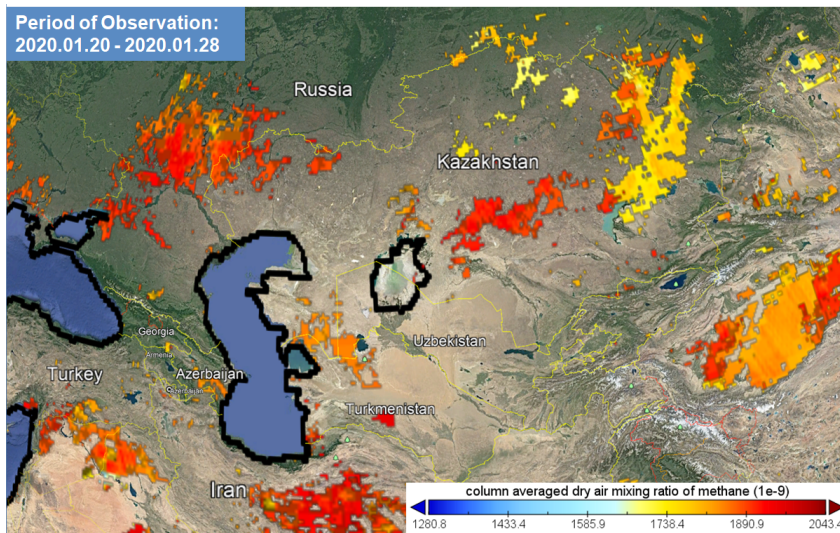 Period of Observation:
2020.01.20 - 2020.01.28
Russia
Kazakhstan
Georgia
Armenia
Uzbekistan
Turkey
Azerbaijan
Azerbaijan
Turkmenistan
Iran
column averaged dry air mixing ratio of methane (1e-9)
1280.8 1433.4 1585.9 1738.4 1890.9 2043.4